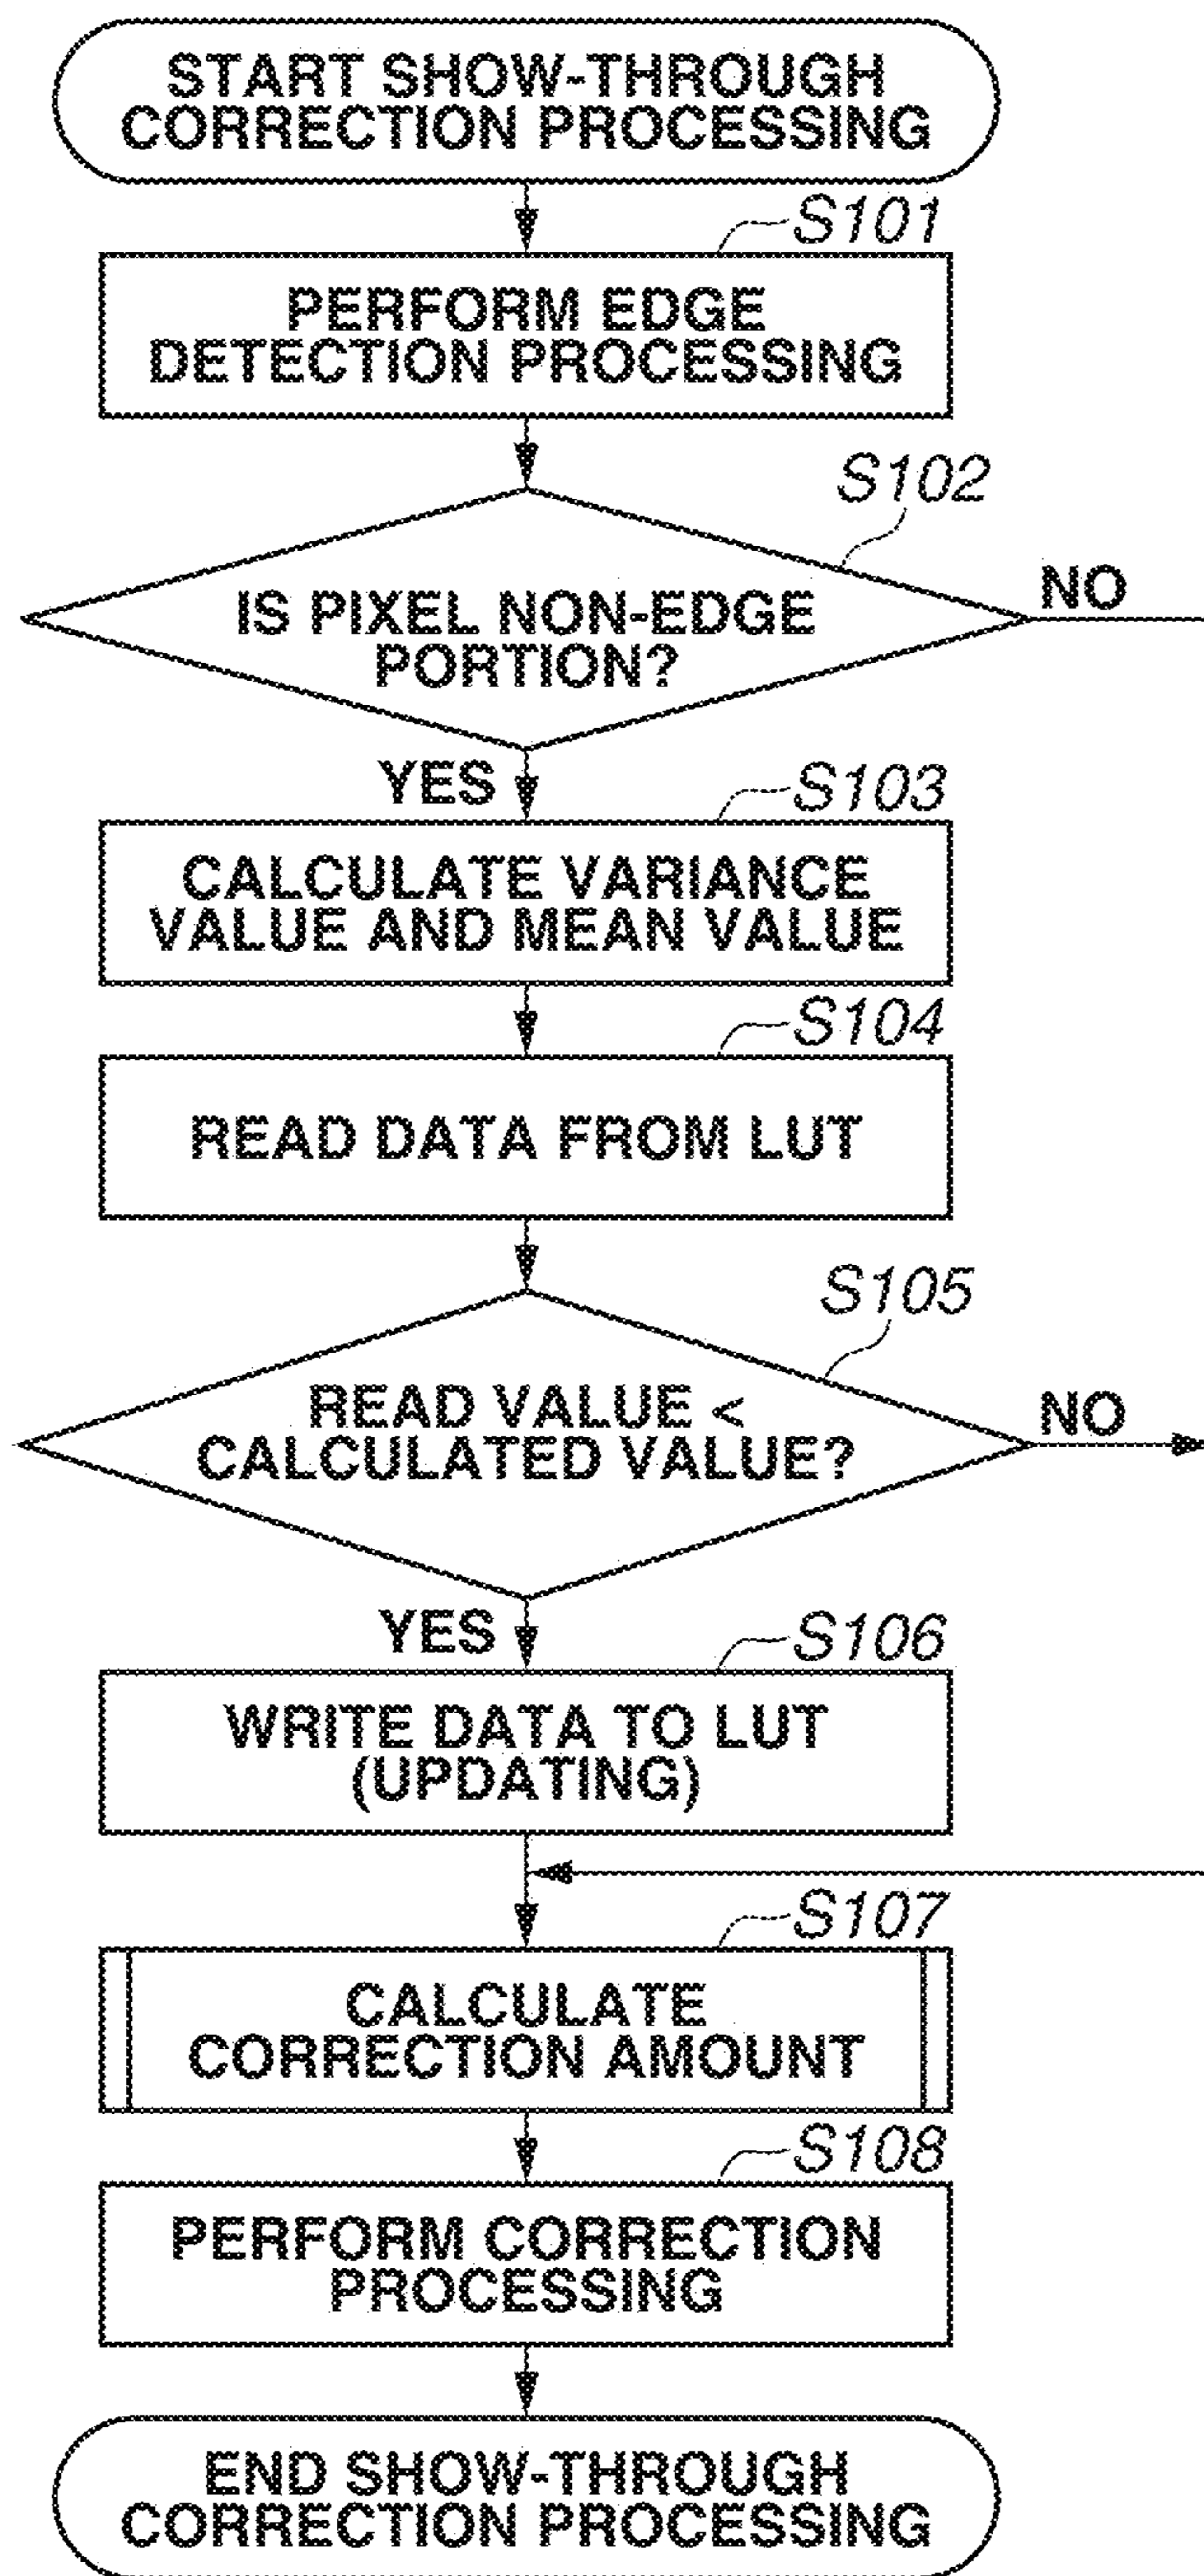 START SHOW-THROUGH
CORRECTION PROCESSING
S101
PERFORM EDGE
DETECTION PROCESSING
S102
IS PIXEL NON-EDGE
PORTION?
NO
YES
S103
CALCULATE VARIANCE
VALUE AND MEAN VALUE
S104
READ DATA FROM LUT
S105
READ VALUE <
CALCULATED VALUE?
NO
YES
S106
WRITE DATA TO LUT
(UPDATING)
S107
CALCULATE
CORRECTION AMOUNT
S108
PERFORM CORRECTION
PROCESSING
END SHOW-THROUGH
CORRECTION PROCESSING